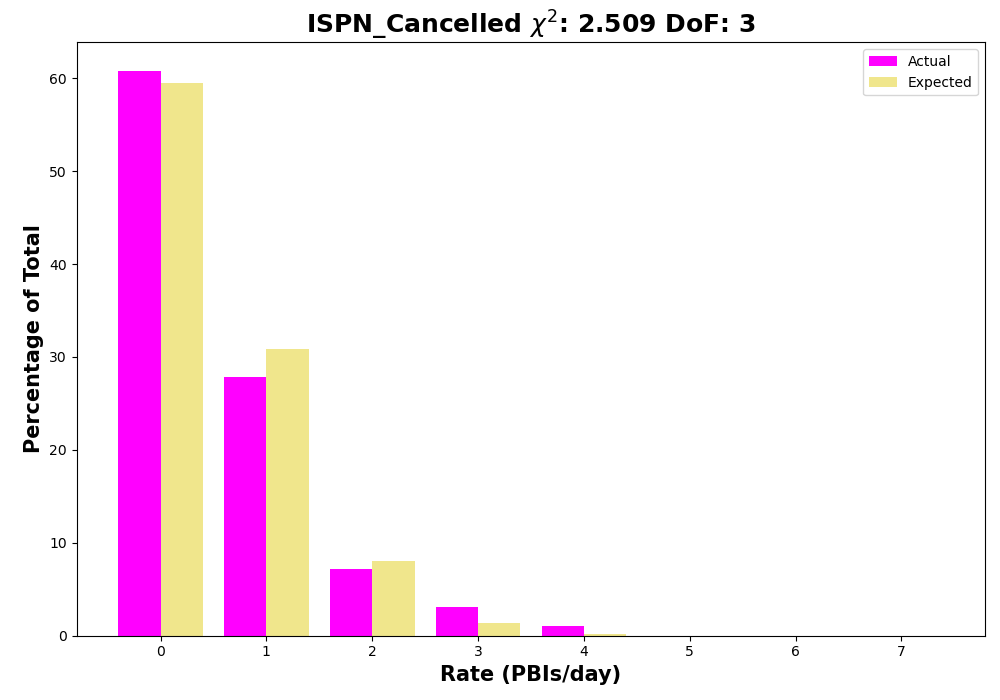 ISPN_Cancelled χ²: 2.509 DoF: 3
Actual
Expected
Percentage of Total
60
50
40
30
20
10
0
0 1 2 3 4 5 6 7
Rate (PBIs/day)